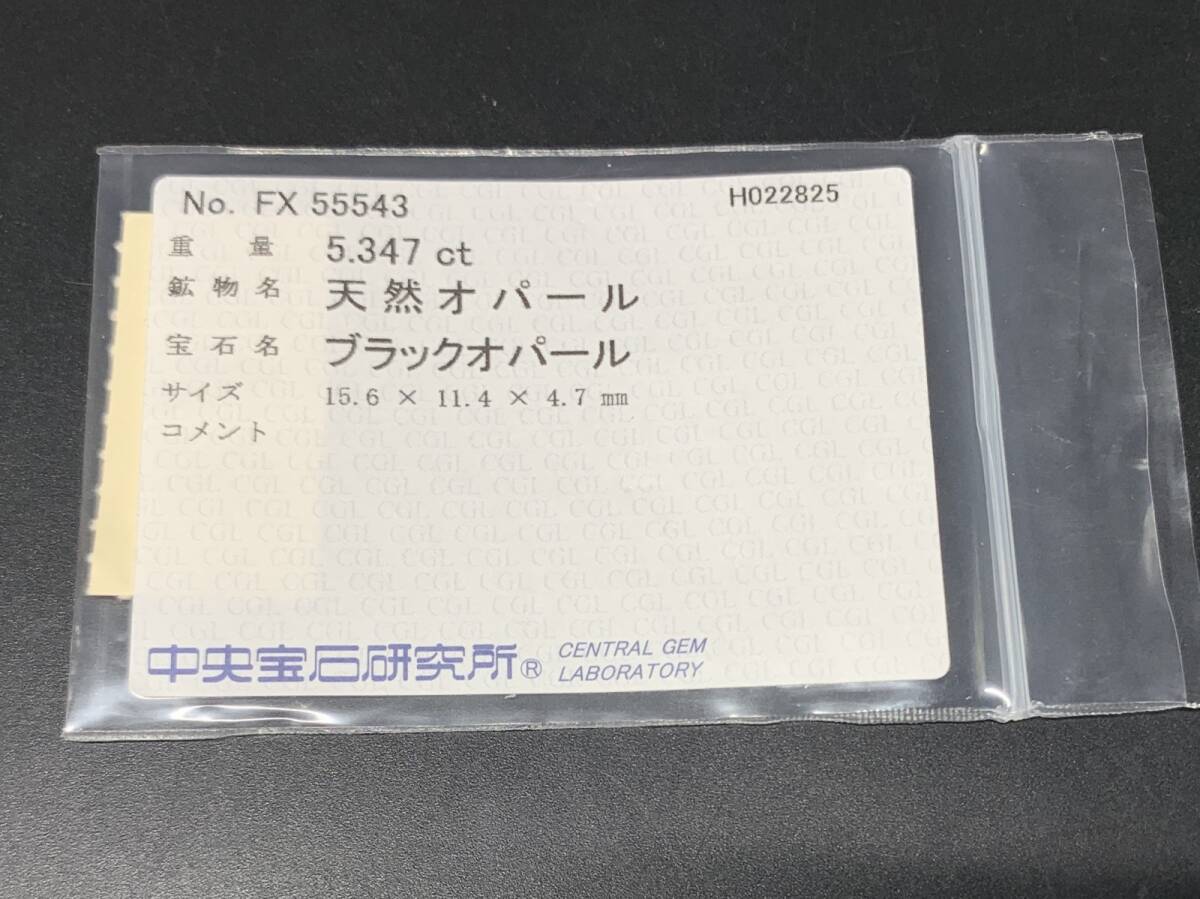 No. FX 55543 H022825
重量 5.347 ct
鉱物名 天然オパール
宝石名 ブラックオパール
サイズ 15.6 × 11.4 × 4.7 mm
コメント
中央宝石研究所® CENTRAL GEM
LABORATORY